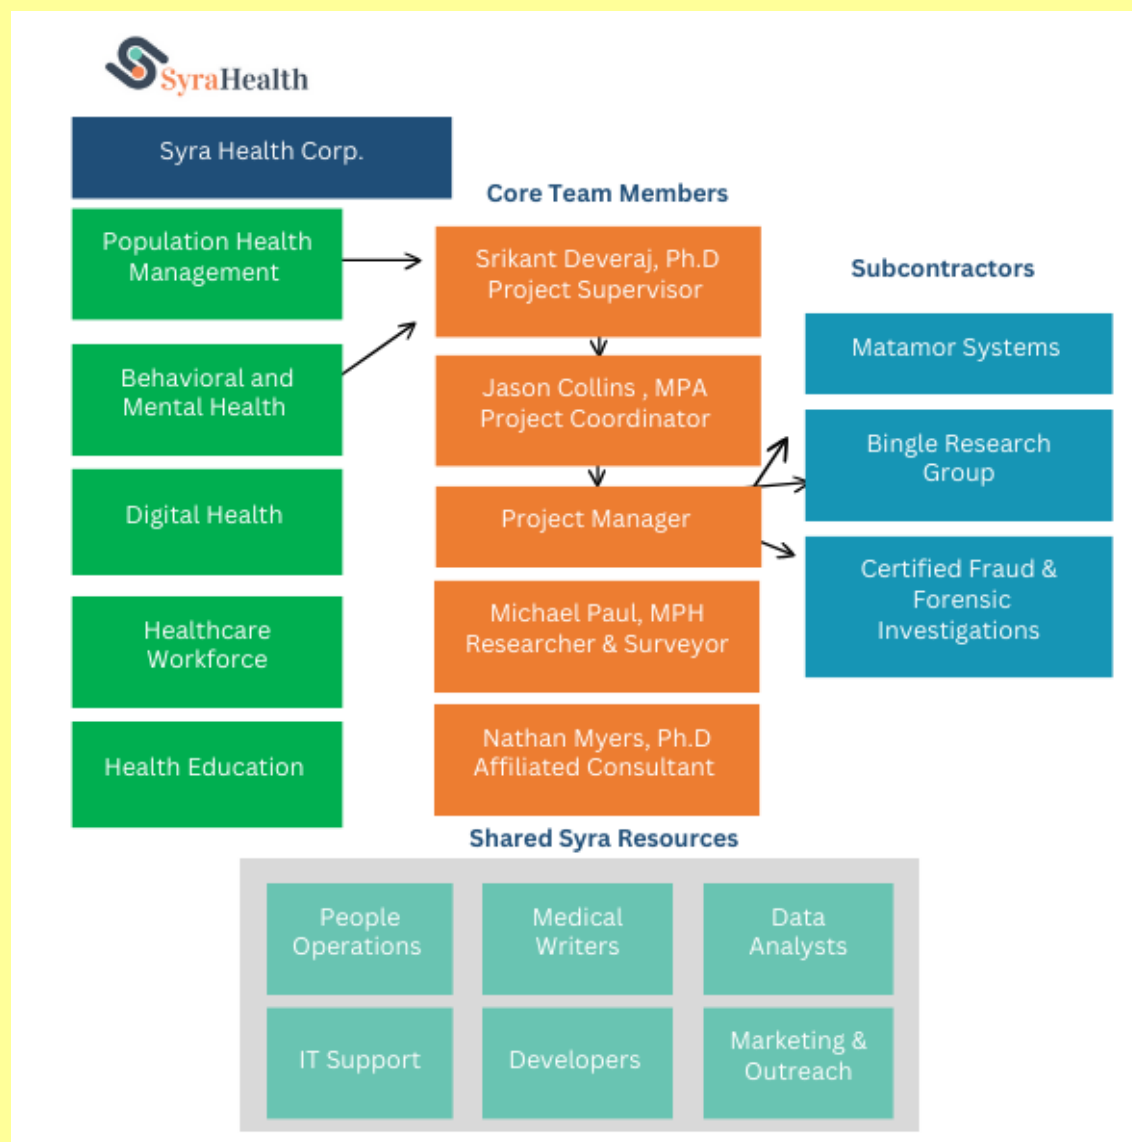 SyraHealth
Syra Health Corp.
Population Health
Management
Behavioral and
Mental Health
Digital Health
Healthcare
Workforce
Health Education
Core Team Members
Srikant Deveraj, Ph.D
Project Supervisor
Jason Collins , MPA
Project Coordinator
Project Manager
Michael Paul, MPH
Researcher & Surveyor
Nathan Myers, Ph.D
Affiliated Consultant
Subcontractors
Matamor Systems
Bingle Research
Group
Certified Fraud &
Forensic
Investigations
Shared Syra Resources
People
Operations
Medical
Writers
Data
Analysts
IT Support
Developers
Marketing &
Outreach